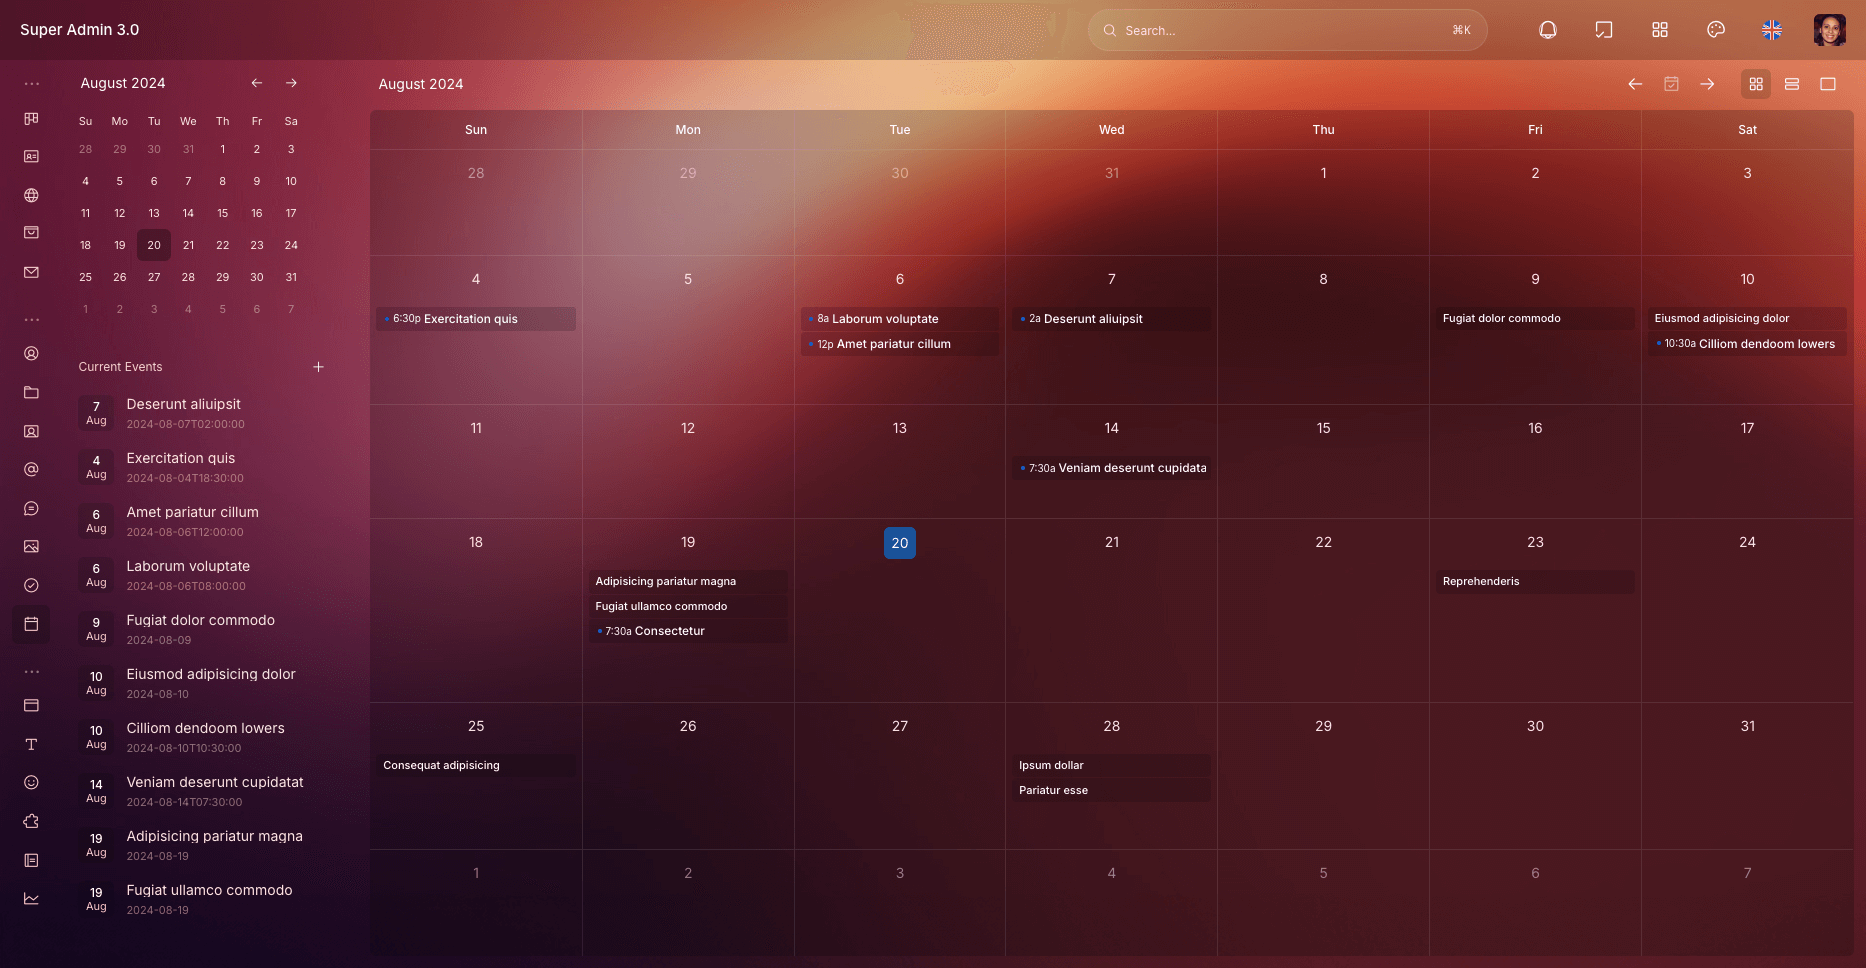 Super Admin 3.0
Search...
⌘K
August 2024
Su Mo Tu We Th Fr Sa
28 29 30 31 1 2 3
4 5 6 7 8 9 10
11 12 13 14 15 16 17
18 19 20 21 22 23 24
25 26 27 28 29 30 31
1 2 3 4 5 6 7
Current Events
7 Aug
Deserunt aliuipsit
2024-08-07T02:00:00
4 Aug
Exercitation quis
2024-08-04T18:30:00
6 Aug
Amet pariatur cillum
2024-08-06T12:00:00
6 Aug
Laborum voluptate
2024-08-06T08:00:00
9 Aug
Fugiat dolor commodo
2024-08-09
10 Aug
Eiusmod adipisicing dolor
2024-08-10
10 Aug
Cilliom dendoom lowers
2024-08-10T10:30:00
14 Aug
Veniam deserunt cupidatat
2024-08-14T07:30:00
19 Aug
Adipisicing pariatur magna
2024-08-19
19 Aug
Fugiat ullamco commodo
2024-08-19
August 2024
Sun Mon Tue Wed Thu Fri Sat
28 29 30 31 1 2 3
4 5 6 7 8 9 10
6:30p Exercitation quis
8a Laborum voluptate
12p Amet pariatur cillum
2a Deserunt aliuipsit
Fugiat dolor commodo
Eiusmod adipisicing dolor
10:30a Cilliom dendoom lowers
11 12 13 14 15 16 17
7:30a Veniam deserunt cupidata
18 19 20 21 22 23 24
Adipisicing pariatur magna
Fugiat ullamco commodo
7:30a Consectetur
Reprehenderis
25 26 27 28 29 30 31
Consequat adipisicing
Ipsum dollar
Pariatur esse
1 2 3 4 5 6 7